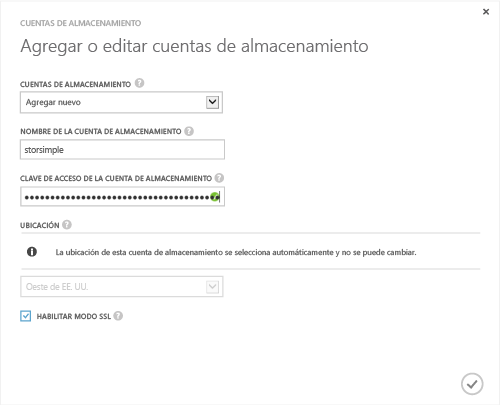 CUENTAS DE ALMACENAMIENTO
Agregar o editar cuentas de almacenamiento
CUENTAS DE ALMACENAMIENTO ?
Agregar nuevo
NOMBRE DE LA CUENTA DE ALMACENAMIENTO ?
storsimple
CLAVE DE ACCESO DE LA CUENTA DE ALMACENAMIENTO ?
UBICACIÓN ?
La ubicación de esta cuenta de almacenamiento se selecciona automáticamente y no se puede cambiar.
Oeste de EE. UU.
HABILITAR MODO SSL ?